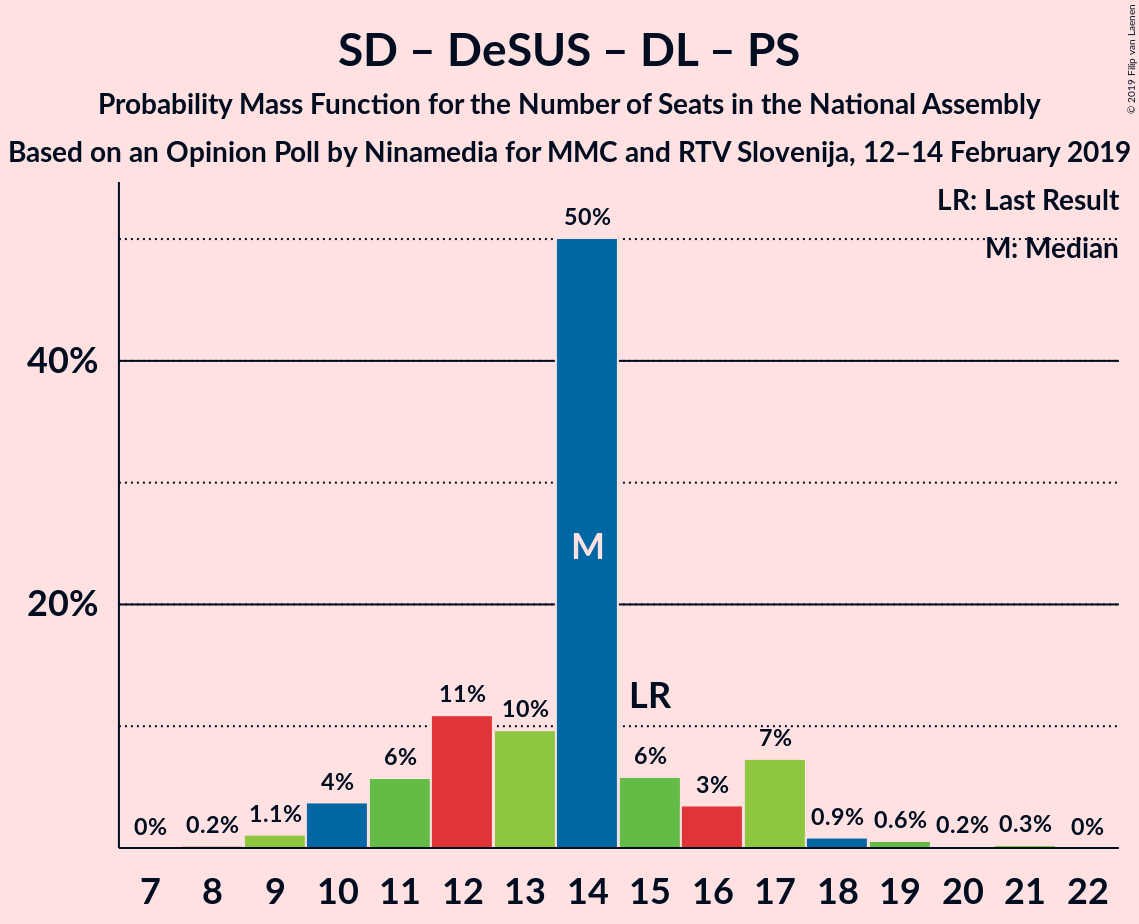 SD – DeSUS – DL – PS
Probability Mass Function for the Number of Seats in the National Assembly
Based on an Opinion Poll by Ninamedia for MMC and RTV Slovenija, 12–14 February 2019
© 2019 Filip van Laenen
LR: Last Result
M: Median
50%
40%
20%
M
LR
0% 0.2% 1.1% 4% 6% 11% 10% 6% 3% 7% 0.9% 0.6% 0.2% 0.3% 0%
7 8 9 10 11 12 13 14 15 16 17 18 19 20 21 22